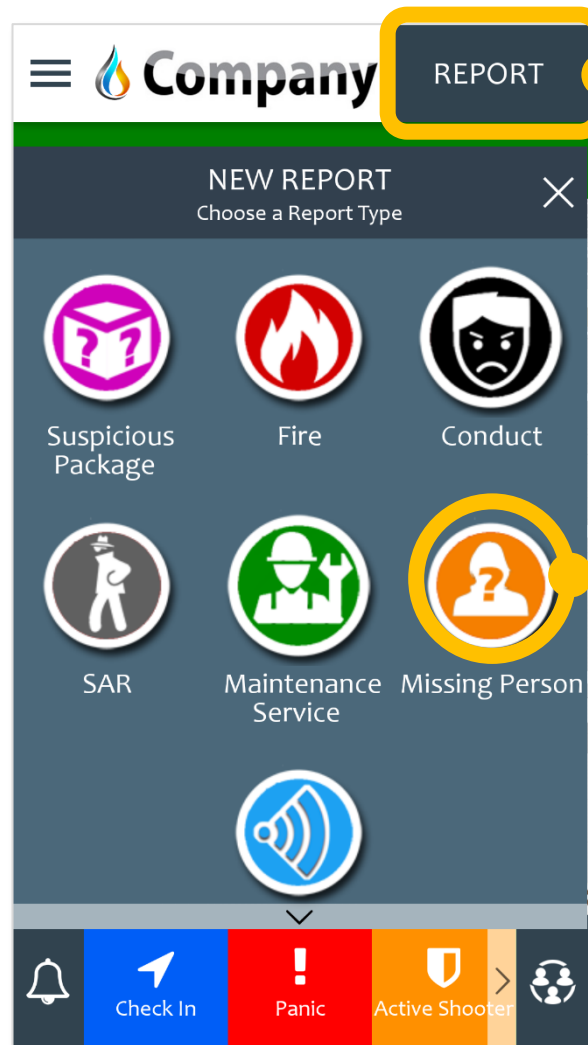 Company
REPORT
NEW REPORT
Choose a Report Type
? ?
Suspicious
Package
Fire
Conduct
?
SAR
Maintenance
Service
Missing Person
!
Check In
Panic
Active Shooter